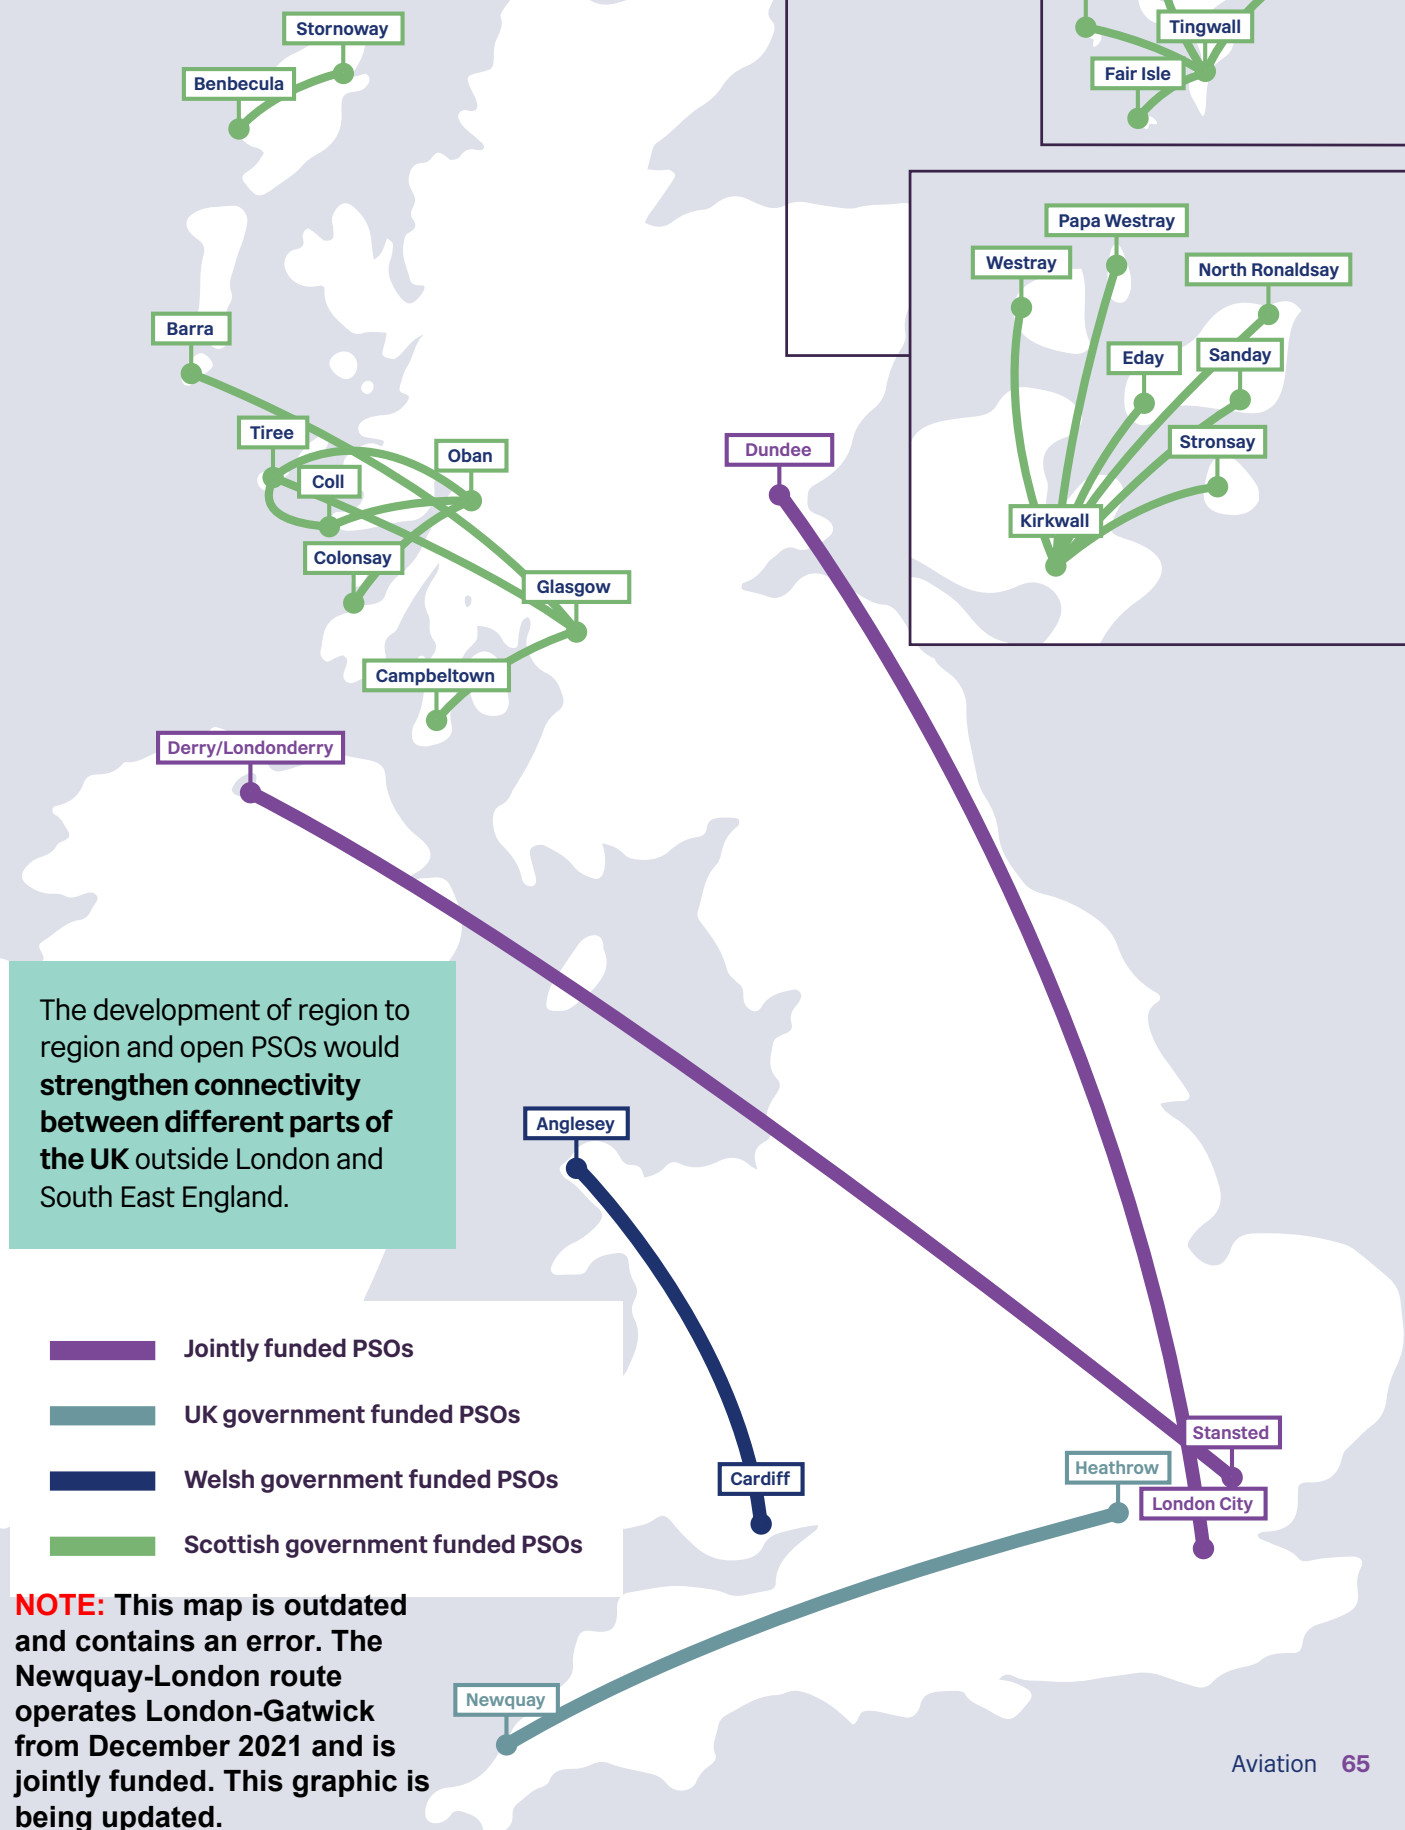 Stornoway
Tingwall
Benbecula
Fair Isle
Papa Westray
Westray
North Ronaldsay
Barra
Eday
Sanday
Tiree
Oban
Dundee
Stronsay
Coll
Kirkwall
Colonsay
Glasgow
Campbeltown
Derry/Londonderry
The development of region to
region and open PSOs would
strengthen connectivity
between different parts of
the UK outside London and
South East England.
Anglesey
Jointly funded PSOs
UK government funded PSOs
Welsh government funded PSOs
Scottish government funded PSOs
Stansted
Heathrow
Cardiff
London City
NOTE: This map is outdated
and contains an error. The
Newquay-London route
operates London-Gatwick
from December 2021 and is
jointly funded. This graphic is
being updated.
Newquay
Aviation 65